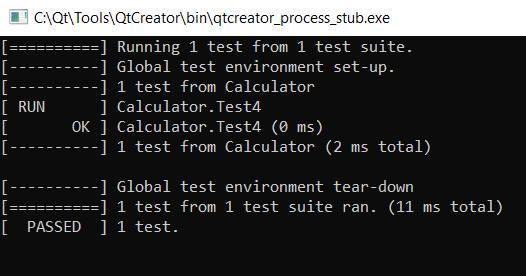 C:\Qt\Tools\QtCreator\bin\qtcreator_process_stub.exe
[==========] Running 1 test from 1 test suite.
[----------] Global test environment set-up.
[----------] 1 test from Calculator
[ RUN      ] Calculator.Test4
[       OK ] Calculator.Test4 (0 ms)
[----------] 1 test from Calculator (2 ms total)
[----------] Global test environment tear-down
[==========] 1 test from 1 test suite ran. (11 ms total)
[  PASSED  ] 1 test.